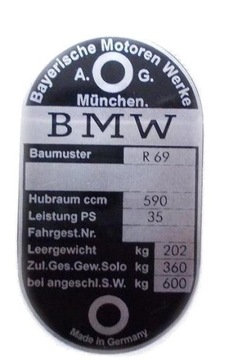 Bayerische Motoren Werke
A. G.
München.
BMW
Baumuster R 69
Hubraum ccm 590
Leistung PS 35
Fahrgest.Nr.
Leergewicht kg 202
Zul.Ges.Gew.Solo kg 360
bei angeschl.S.W. kg 600
Made in Germany